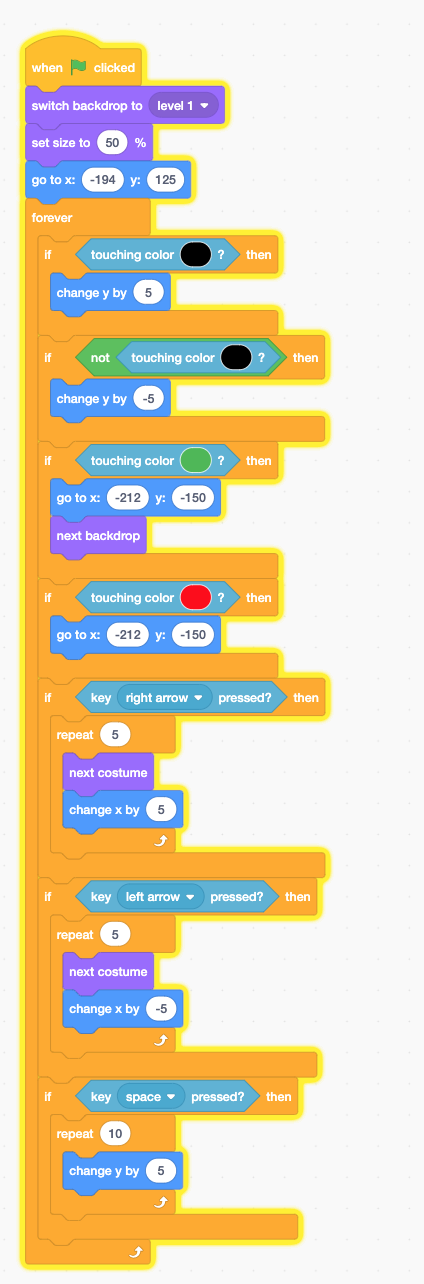 when clicked
switch backdrop to level 1
set size to 50 %
go to x: -194 y: 125
forever
if touching color ? then
change y by 5
if not touching color ? then
change y by -5
if touching color ? then
go to x: -212 y: -150
next backdrop
if touching color ? then
go to x: -212 y: -150
if key right arrow pressed? then
repeat 5
next costume
change x by 5
if key left arrow pressed? then
repeat 5
next costume
change x by -5
if key space pressed? then
repeat 10
change y by 5